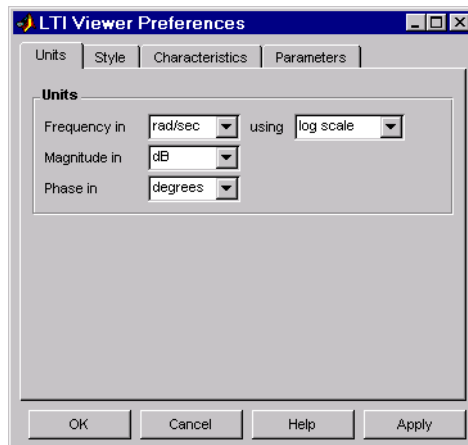 LTI Viewer Preferences
Units Style Characteristics Parameters
Units
Frequency in rad/sec using log scale
Magnitude in dB
Phase in degrees
OK Cancel Help Apply